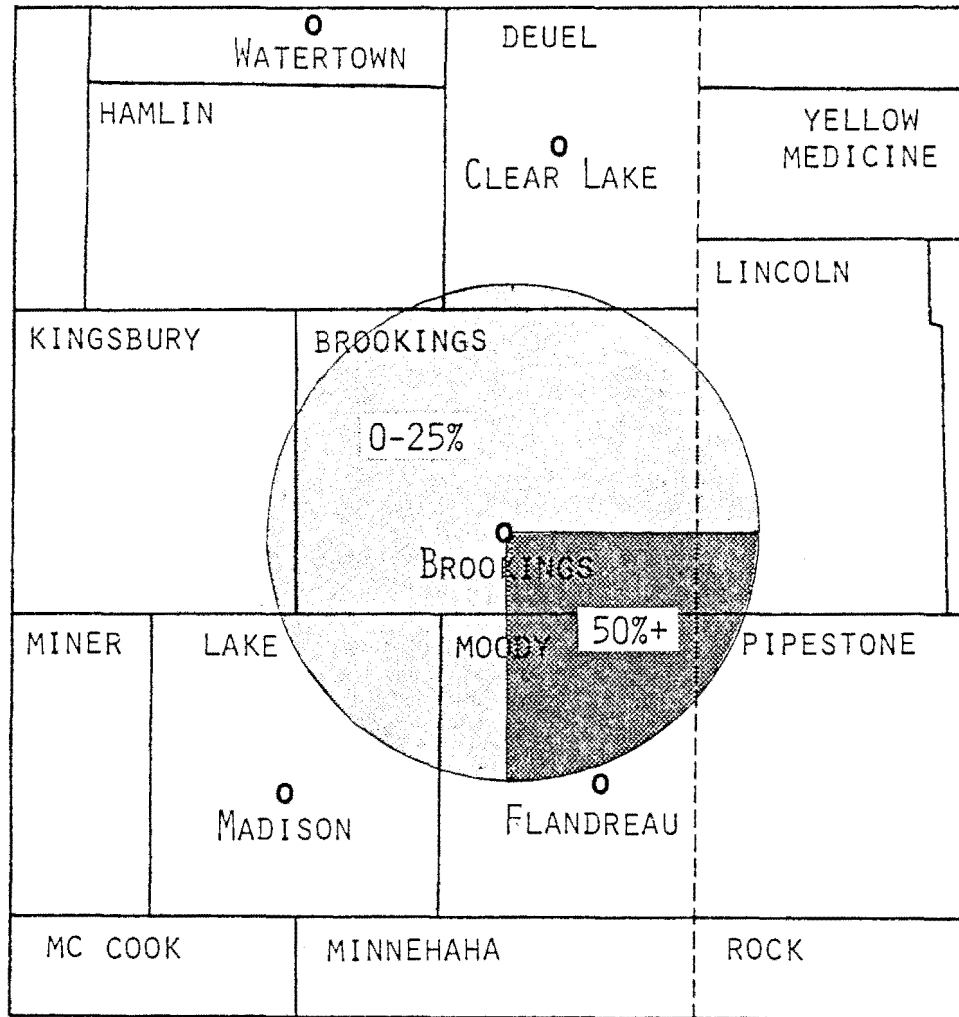 WATERTOWN
DEUEL
HAMLIN
YELLOW
MEDICINE
CLEAR LAKE
LINCOLN
KINGSBURY
BROOKINGS
0-25%
BROOKINGS
50%+
MINER
LAKE
MOODY
PIPESTONE
MADISON
FLANDREAU
MC COOK
MINNEHAHA
ROCK